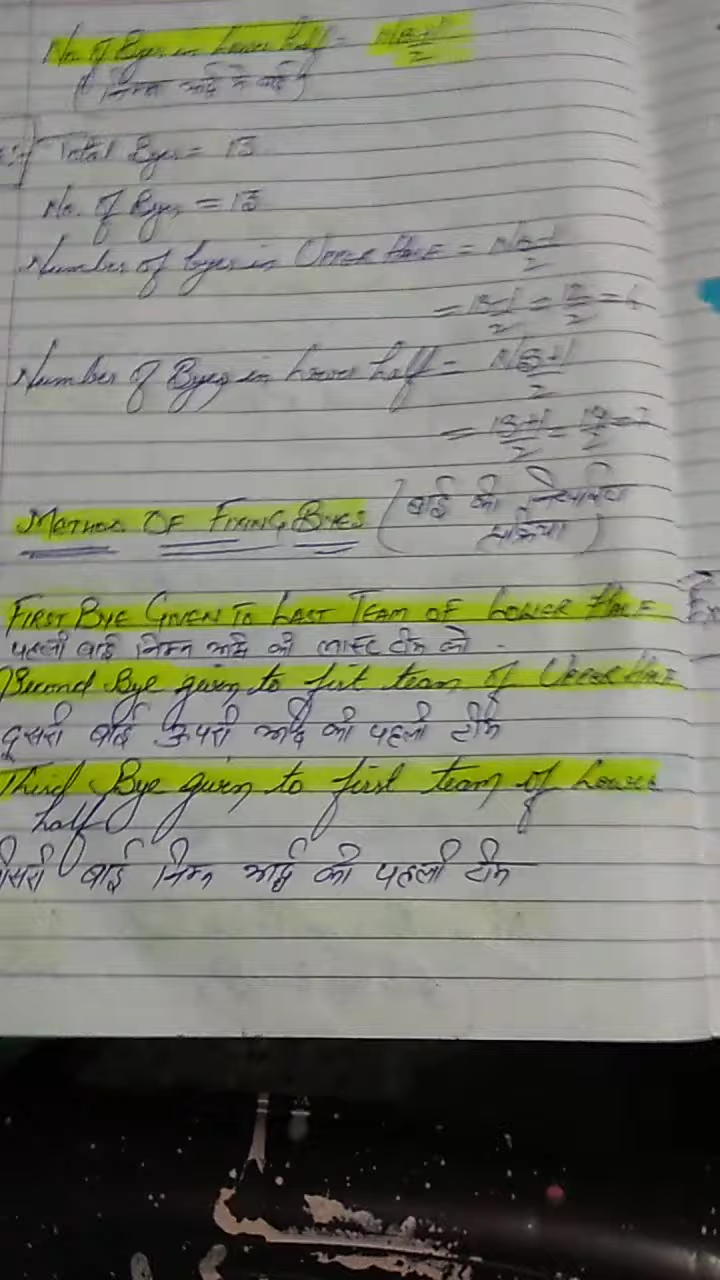 No. of Byes in Lower half = NB+1/2
(निम्न अर्द्ध में बाई)
Total Byes = 13
No. of Byes = 13
Number of byes in UPPER HALF = NB-1/2
= 13-1/2 = 12/2 = 6
Number of Byes in Lower half = NB+1/2
= 13+1/2 = 7
METHOD OF FIXING BYES (बाई की
प्रक्रिया)
FIRST BYE GIVEN TO LAST TEAM OF LOWER HALF
पहली बाई निम्न अर्द्ध की लास्ट टीम को
Second Bye given to first team of UPPER HALF
दूसरी बाई ऊपरी अर्द्ध की पहली टीम
Third Bye given to first team of Lower
half
तीसरी बाई निम्न अर्द्ध की पहली टीम